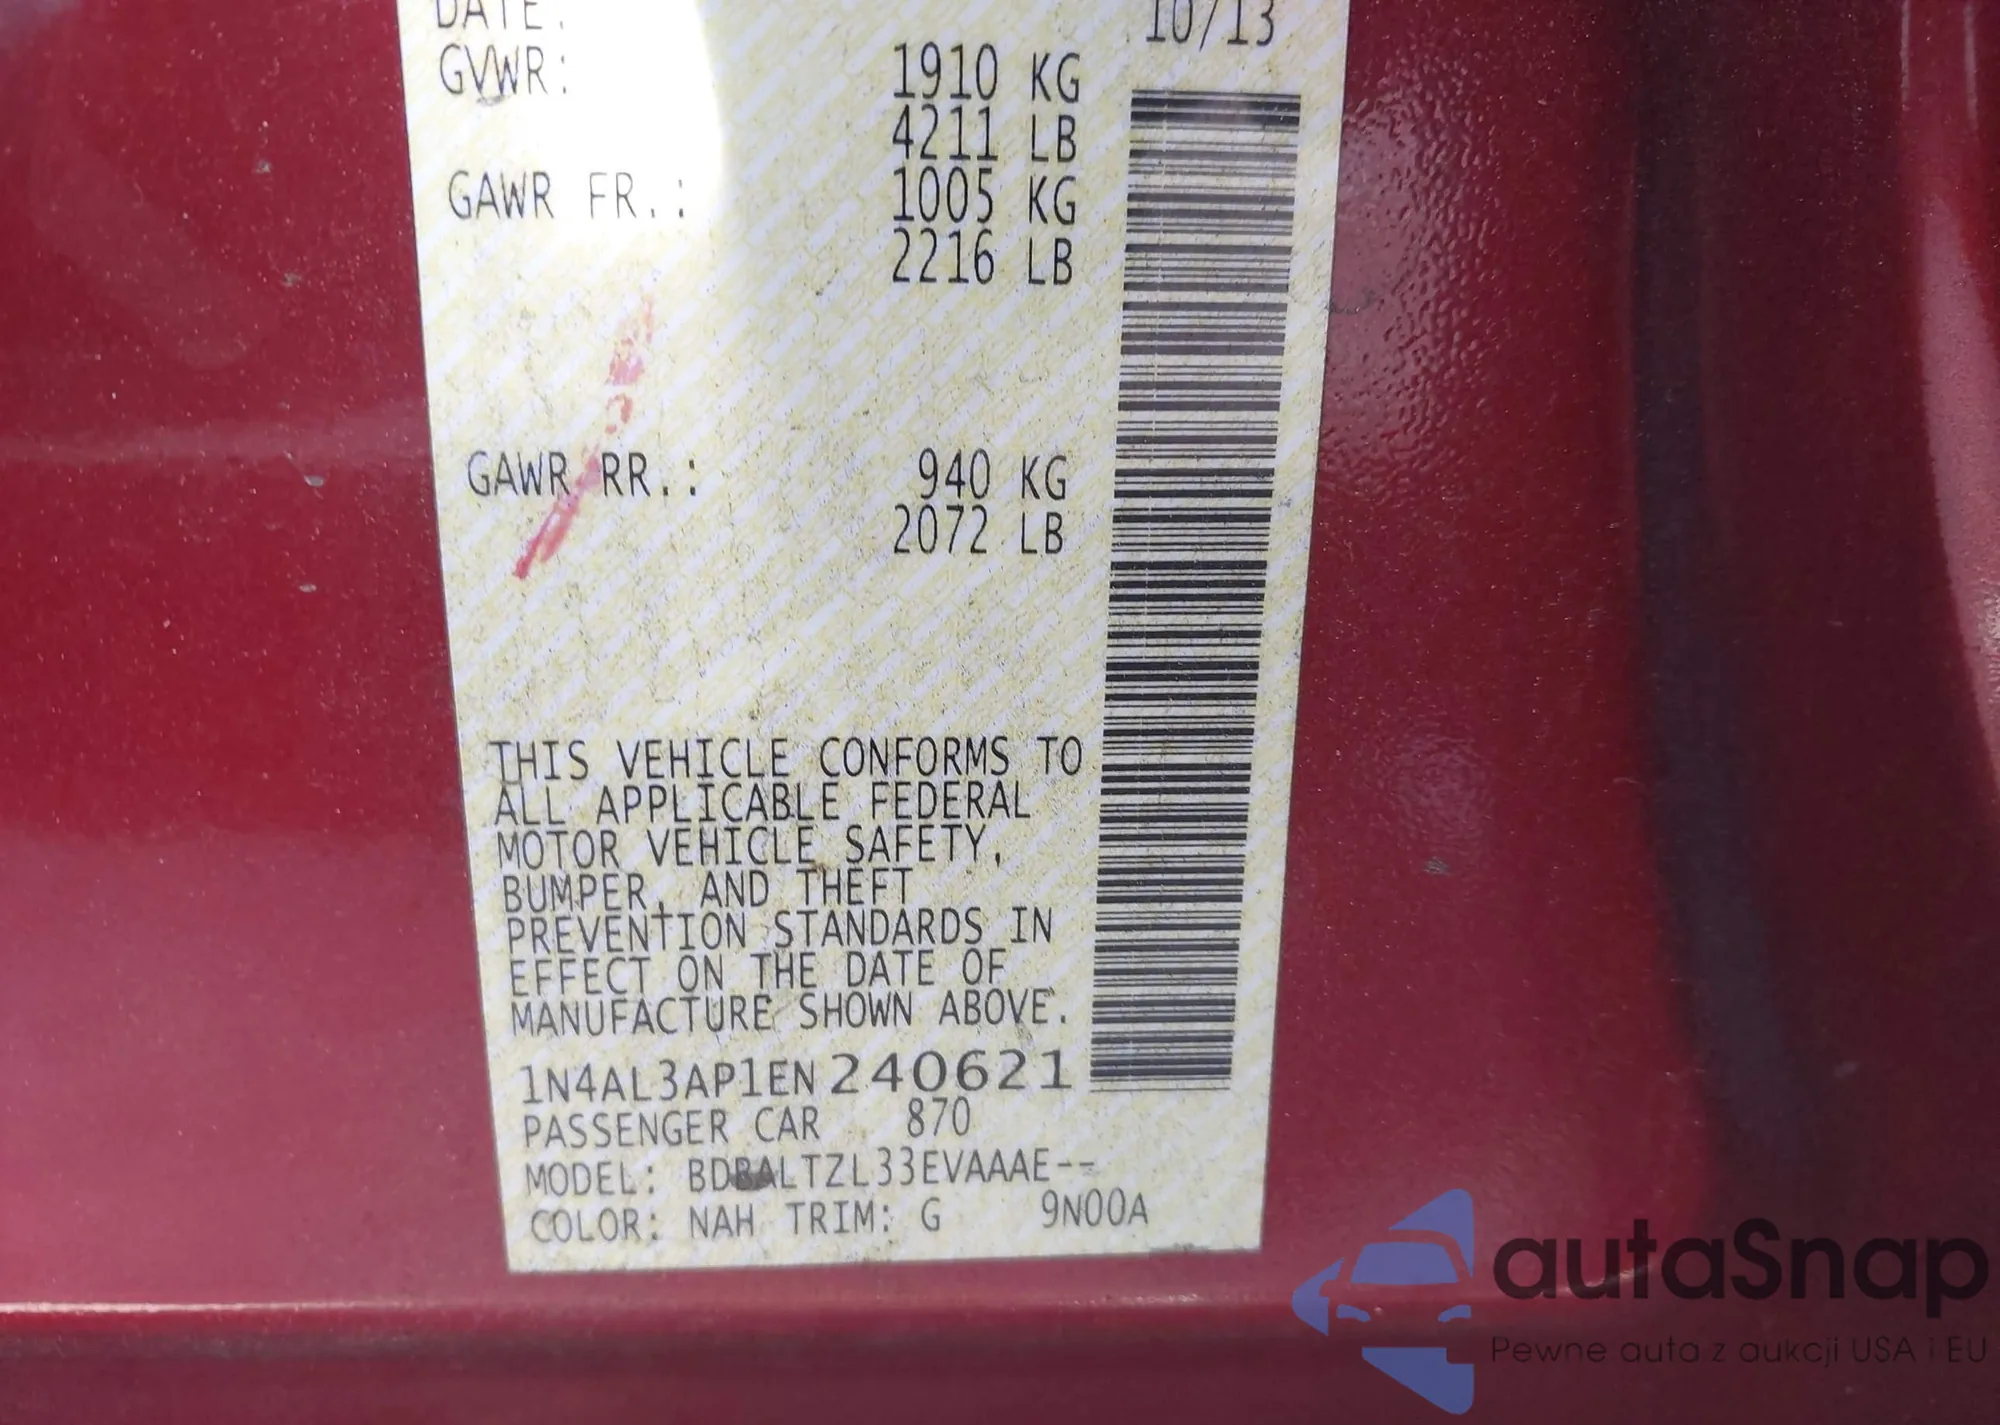 DATE: 10/13
GVWR: 1910 KG
4211 LB
GAWR FR.: 1005 KG
2216 LB
GAWR RR.: 940 KG
2072 LB
THIS VEHICLE CONFORMS TO
ALL APPLICABLE FEDERAL
MOTOR VEHICLE SAFETY,
BUMPER, AND THEFT
PREVENTION STANDARDS IN
EFFECT ON THE DATE OF
MANUFACTURE SHOWN ABOVE.
1N4AL3AP1EN240621
PASSENGER CAR 870
MODEL: BDBALTZL33EVAAAE--
COLOR: NAH TRIM: G 9N00A
autaSnap
Pewne auta z aukcji USA i EU